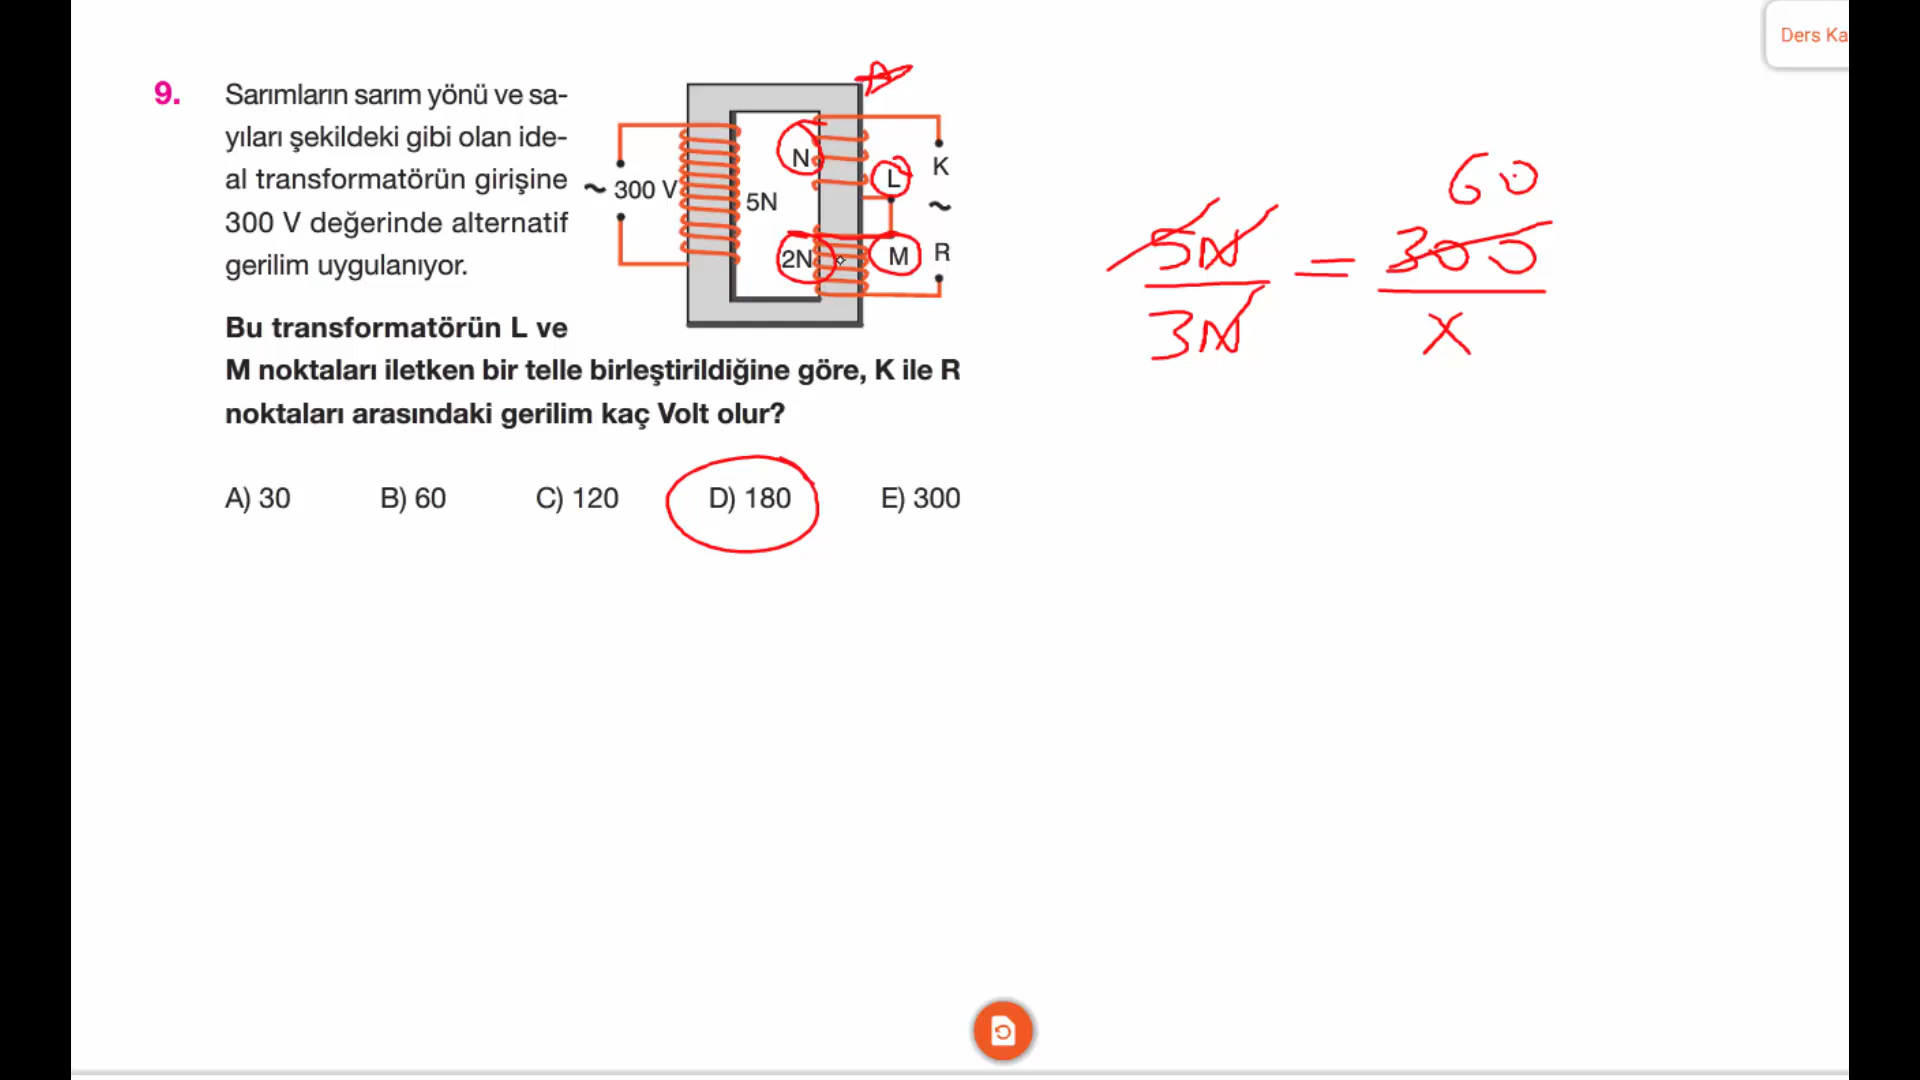 Ders Ka
9.
Sarımların sarım yönü ve sa-
yıları şekildeki gibi olan ide-
al transformatörün girişine
300 V değerinde alternatif
gerilim uygulanıyor.
~ 300 V
5N
N
2N
L
M
K
~
R
Bu transformatörün L ve
M noktaları iletken bir telle birleştirildiğine göre, K ile R
noktaları arasındaki gerilim kaç Volt olur?
A) 30 B) 60 C) 120 D) 180 E) 300
60
5N = 300
3N x